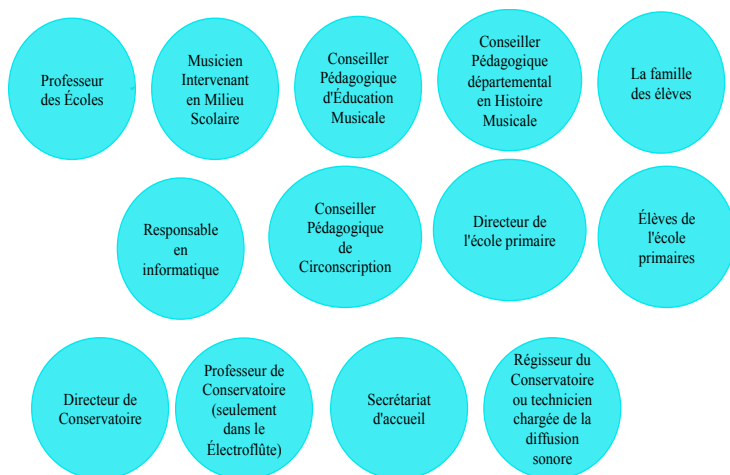 Professeur
des Écoles
Musicien
Intervenant
en Milieu
Scolaire
Conseiller
Pédagogique
d'Éducation
Musicale
Conseiller
Pédagogique
départemental
en Histoire
Musicale
La famille
des élèves
Responsable
en
informatique
Conseiller
Pédagogique
de
Circonscription
Directeur de
l'école primaire
Élèves de
l'école
primaires
Directeur de
Conservatoire
Professeur de
Conservatoire
(seulement
dans le
Électroflûte)
Secrétariat
d'accueil
Régisseur du
Conservatoire
ou technicien
chargée de la
diffusion
sonore